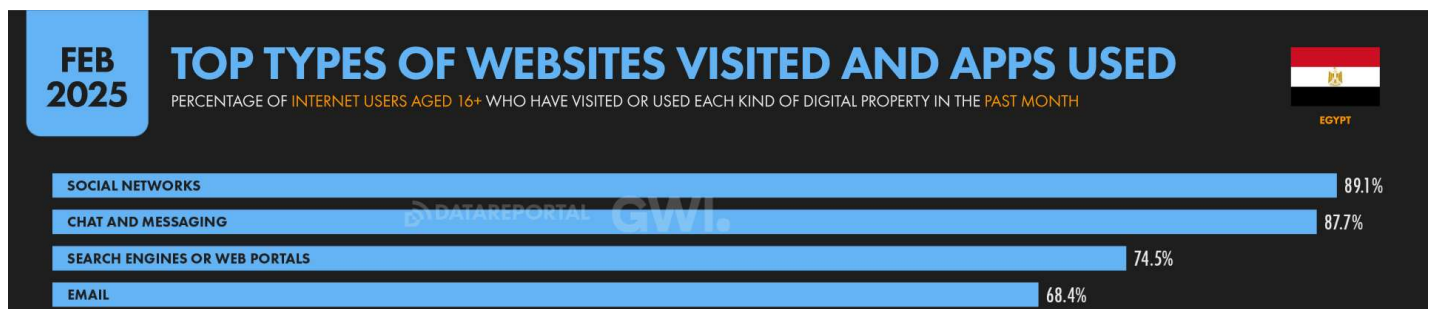 FEB
2025
TOP TYPES OF WEBSITES VISITED AND APPS USED
PERCENTAGE OF INTERNET USERS AGED 16+ WHO HAVE VISITED OR USED EACH KIND OF DIGITAL PROPERTY IN THE PAST MONTH
EGYPT
SOCIAL NETWORKS 89.1%
DATAREPORTAL GWI.
CHAT AND MESSAGING 87.7%
SEARCH ENGINES OR WEB PORTALS 74.5%
EMAIL 68.4%